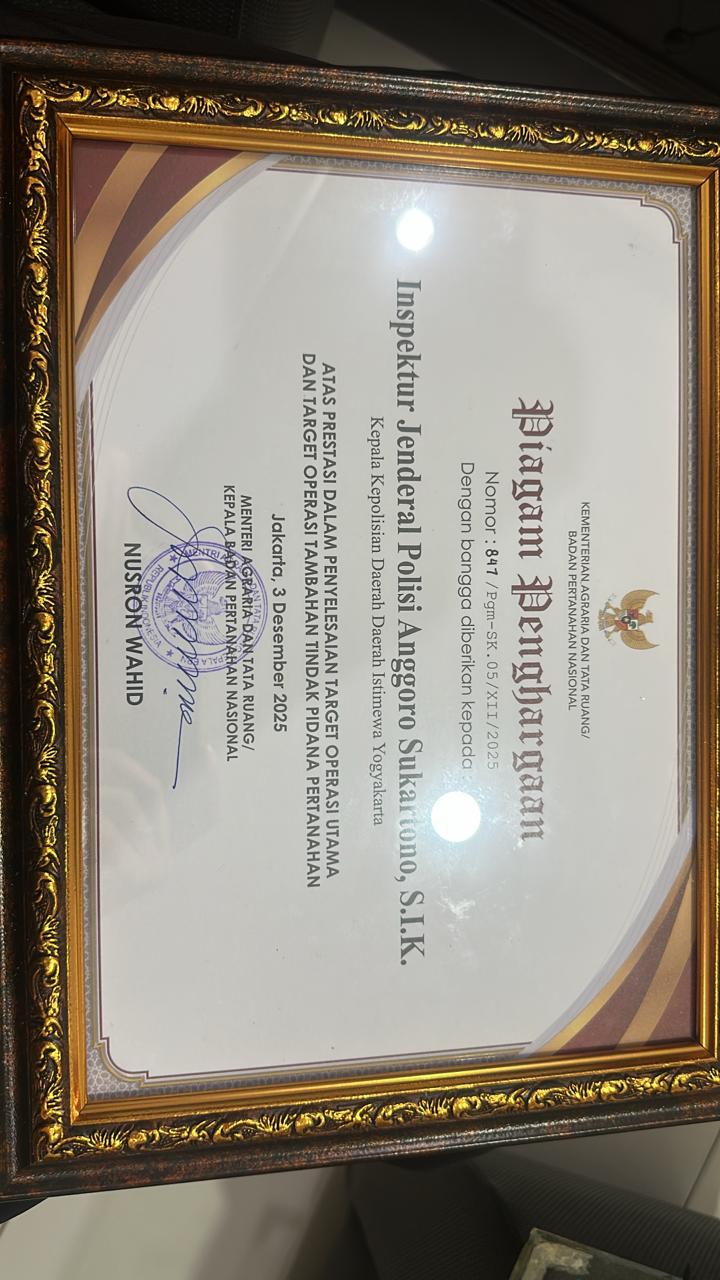 KEMENTERIAN AGRARIA DAN TATA RUANG/
BADAN PERTANAHAN NASIONAL
Piagam Penghargaan
Nomor : 847 / Pgm-SK.05/XII/2025
Dengan bangga diberikan kepada :
Inspektur Jenderal Polisi Anggoro Sukartono, S.I.K.
Kepala Kepolisian Daerah Daerah Istimewa Yogyakarta
ATAS PRESTASI DALAM PENYELESAIAN TARGET OPERASI UTAMA
DAN TARGET OPERASI TAMBAHAN TINDAK PIDANA PERTANAHAN
Jakarta, 3 Desember 2025
MENTERI AGRARIA DAN TATA RUANG/
KEPALA BADAN PERTANAHAN NASIONAL
REPUBLIK INDONESIA
NUSRON WAHID